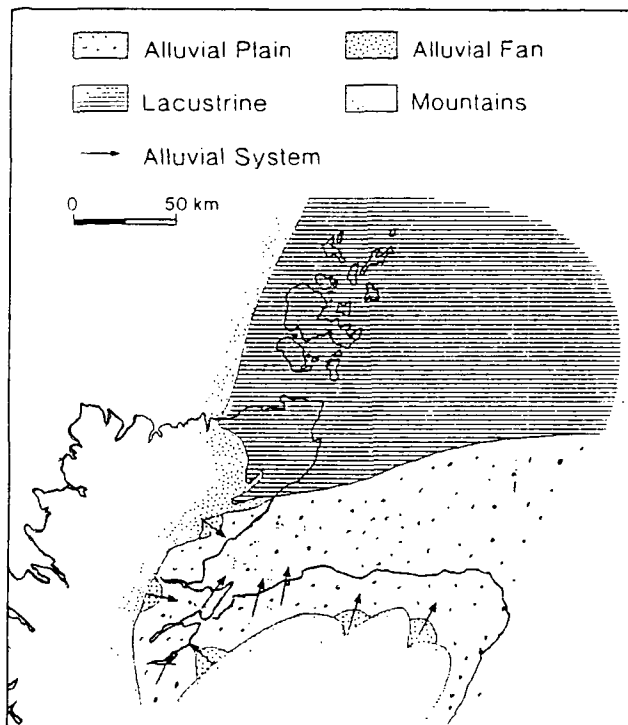 Alluvial Plain
Alluvial Fan
Lacustrine
Mountains
Alluvial System
0 50 km